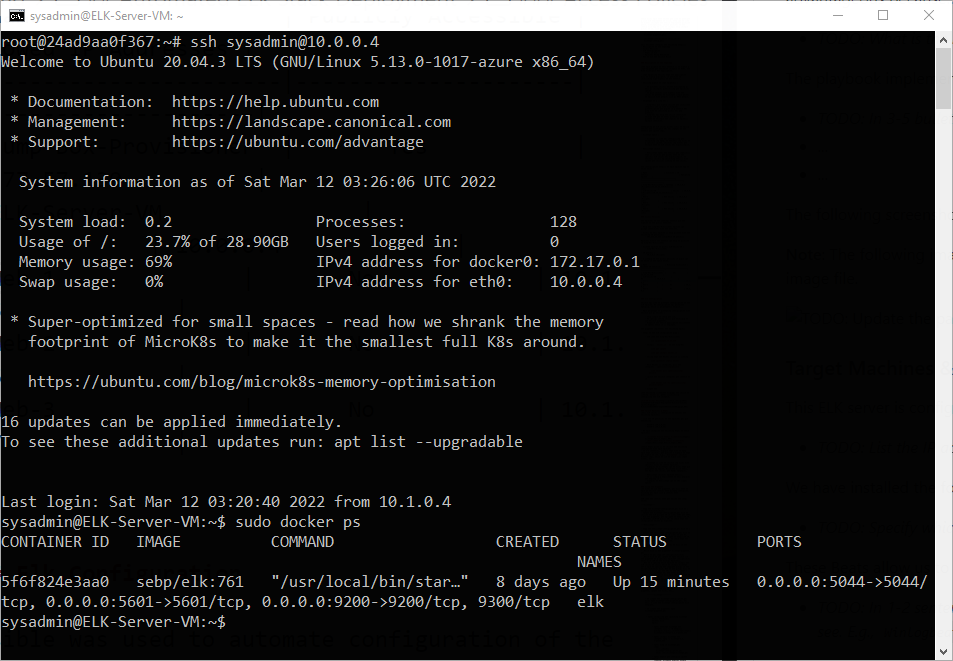 sysadmin@ELK-Server-VM: ~
root@24ad9aa0f367:~# ssh sysadmin@10.0.0.4
Welcome to Ubuntu 20.04.3 LTS (GNU/Linux 5.13.0-1017-azure x86_64)
* Documentation:  https://help.ubuntu.com
* Management:     https://landscape.canonical.com
* Support:        https://ubuntu.com/advantage
System information as of Sat Mar 12 03:26:06 UTC 2022
System load:  0.2                Processes:                128
Usage of /:   23.7% of 28.90GB   Users logged in:          0
Memory usage: 69%                IPv4 address for docker0: 172.17.0.1
Swap usage:   0%                 IPv4 address for eth0:    10.0.0.4
* Super-optimized for small spaces - read how we shrank the memory
footprint of MicroK8s to make it the smallest full K8s around.
https://ubuntu.com/blog/microk8s-memory-optimisation
16 updates can be applied immediately.
To see these additional updates run: apt list --upgradable
Last login: Sat Mar 12 03:20:40 2022 from 10.1.0.4
sysadmin@ELK-Server-VM:~$ sudo docker ps
CONTAINER ID   IMAGE          COMMAND                  CREATED      STATUS          PORTS
NAMES
5f6f824e3aa0   sebp/elk:761   "/usr/local/bin/star…"   8 days ago   Up 15 minutes   0.0.0.0:5044->5044/
tcp, 0.0.0.0:5601->5601/tcp, 0.0.0.0:9200->9200/tcp, 9300/tcp   elk
sysadmin@ELK-Server-VM:~$